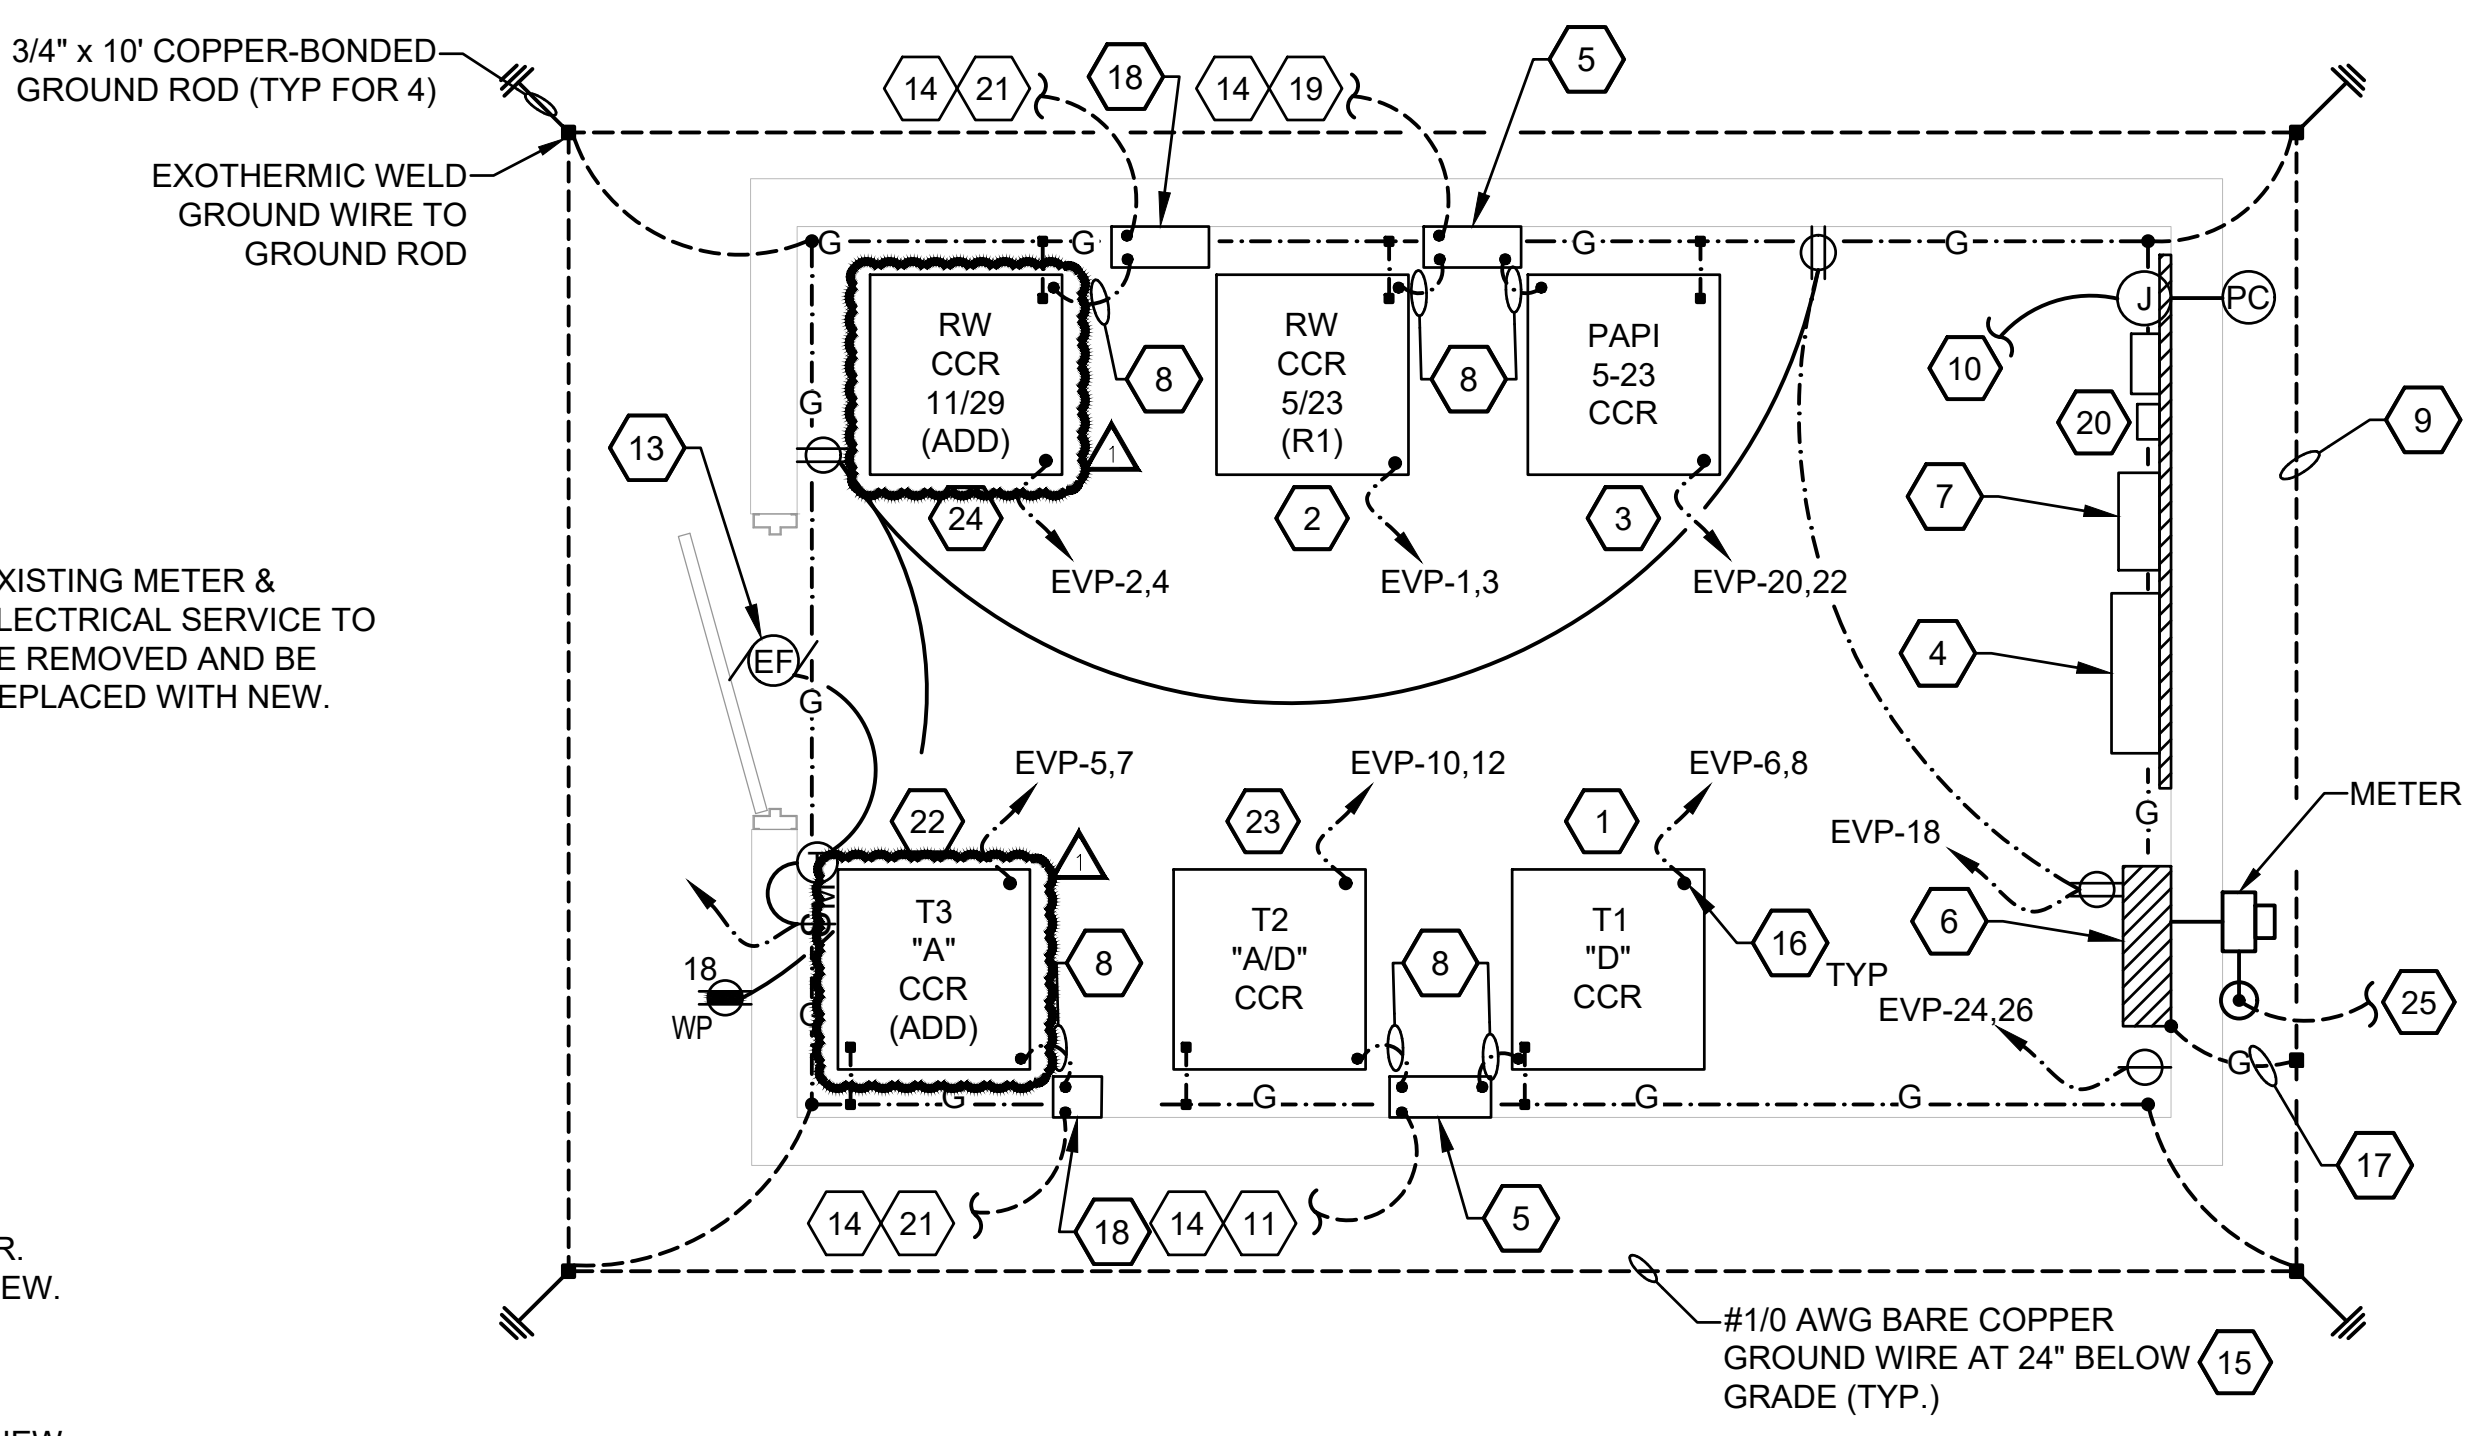 3/4" x 10' COPPER-BONDED
GROUND ROD (TYP FOR 4)
EXOTHERMIC WELD
GROUND WIRE TO
GROUND ROD
14
21
18
14
19
5
G
G
G
G
J
PC
RW
CCR
11/29
(ADD)
RW
CCR
5/23
(R1)
PAPI
5-23
CCR
8
8
10
20
9
G
1
13
7
24
2
3
EVP-2,4
EVP-1,3
EVP-20,22
XISTING METER &
LECTRICAL SERVICE TO
E REMOVED AND BE
EPLACED WITH NEW.
EF
G
4
EVP-5,7
EVP-10,12
EVP-6,8
METER
22
23
1
G
EVP-18
1
T3
"A"
CCR
(ADD)
T2
"A/D"
CCR
T1
"D"
CCR
6
16
TYP
8
8
18
WP
G
EVP-24,26
25
G
G
G
G
G
17
14
21
18
14
11
5
R.
EW.
#1/0 AWG BARE COPPER
GROUND WIRE AT 24" BELOW
GRADE (TYP.)
15